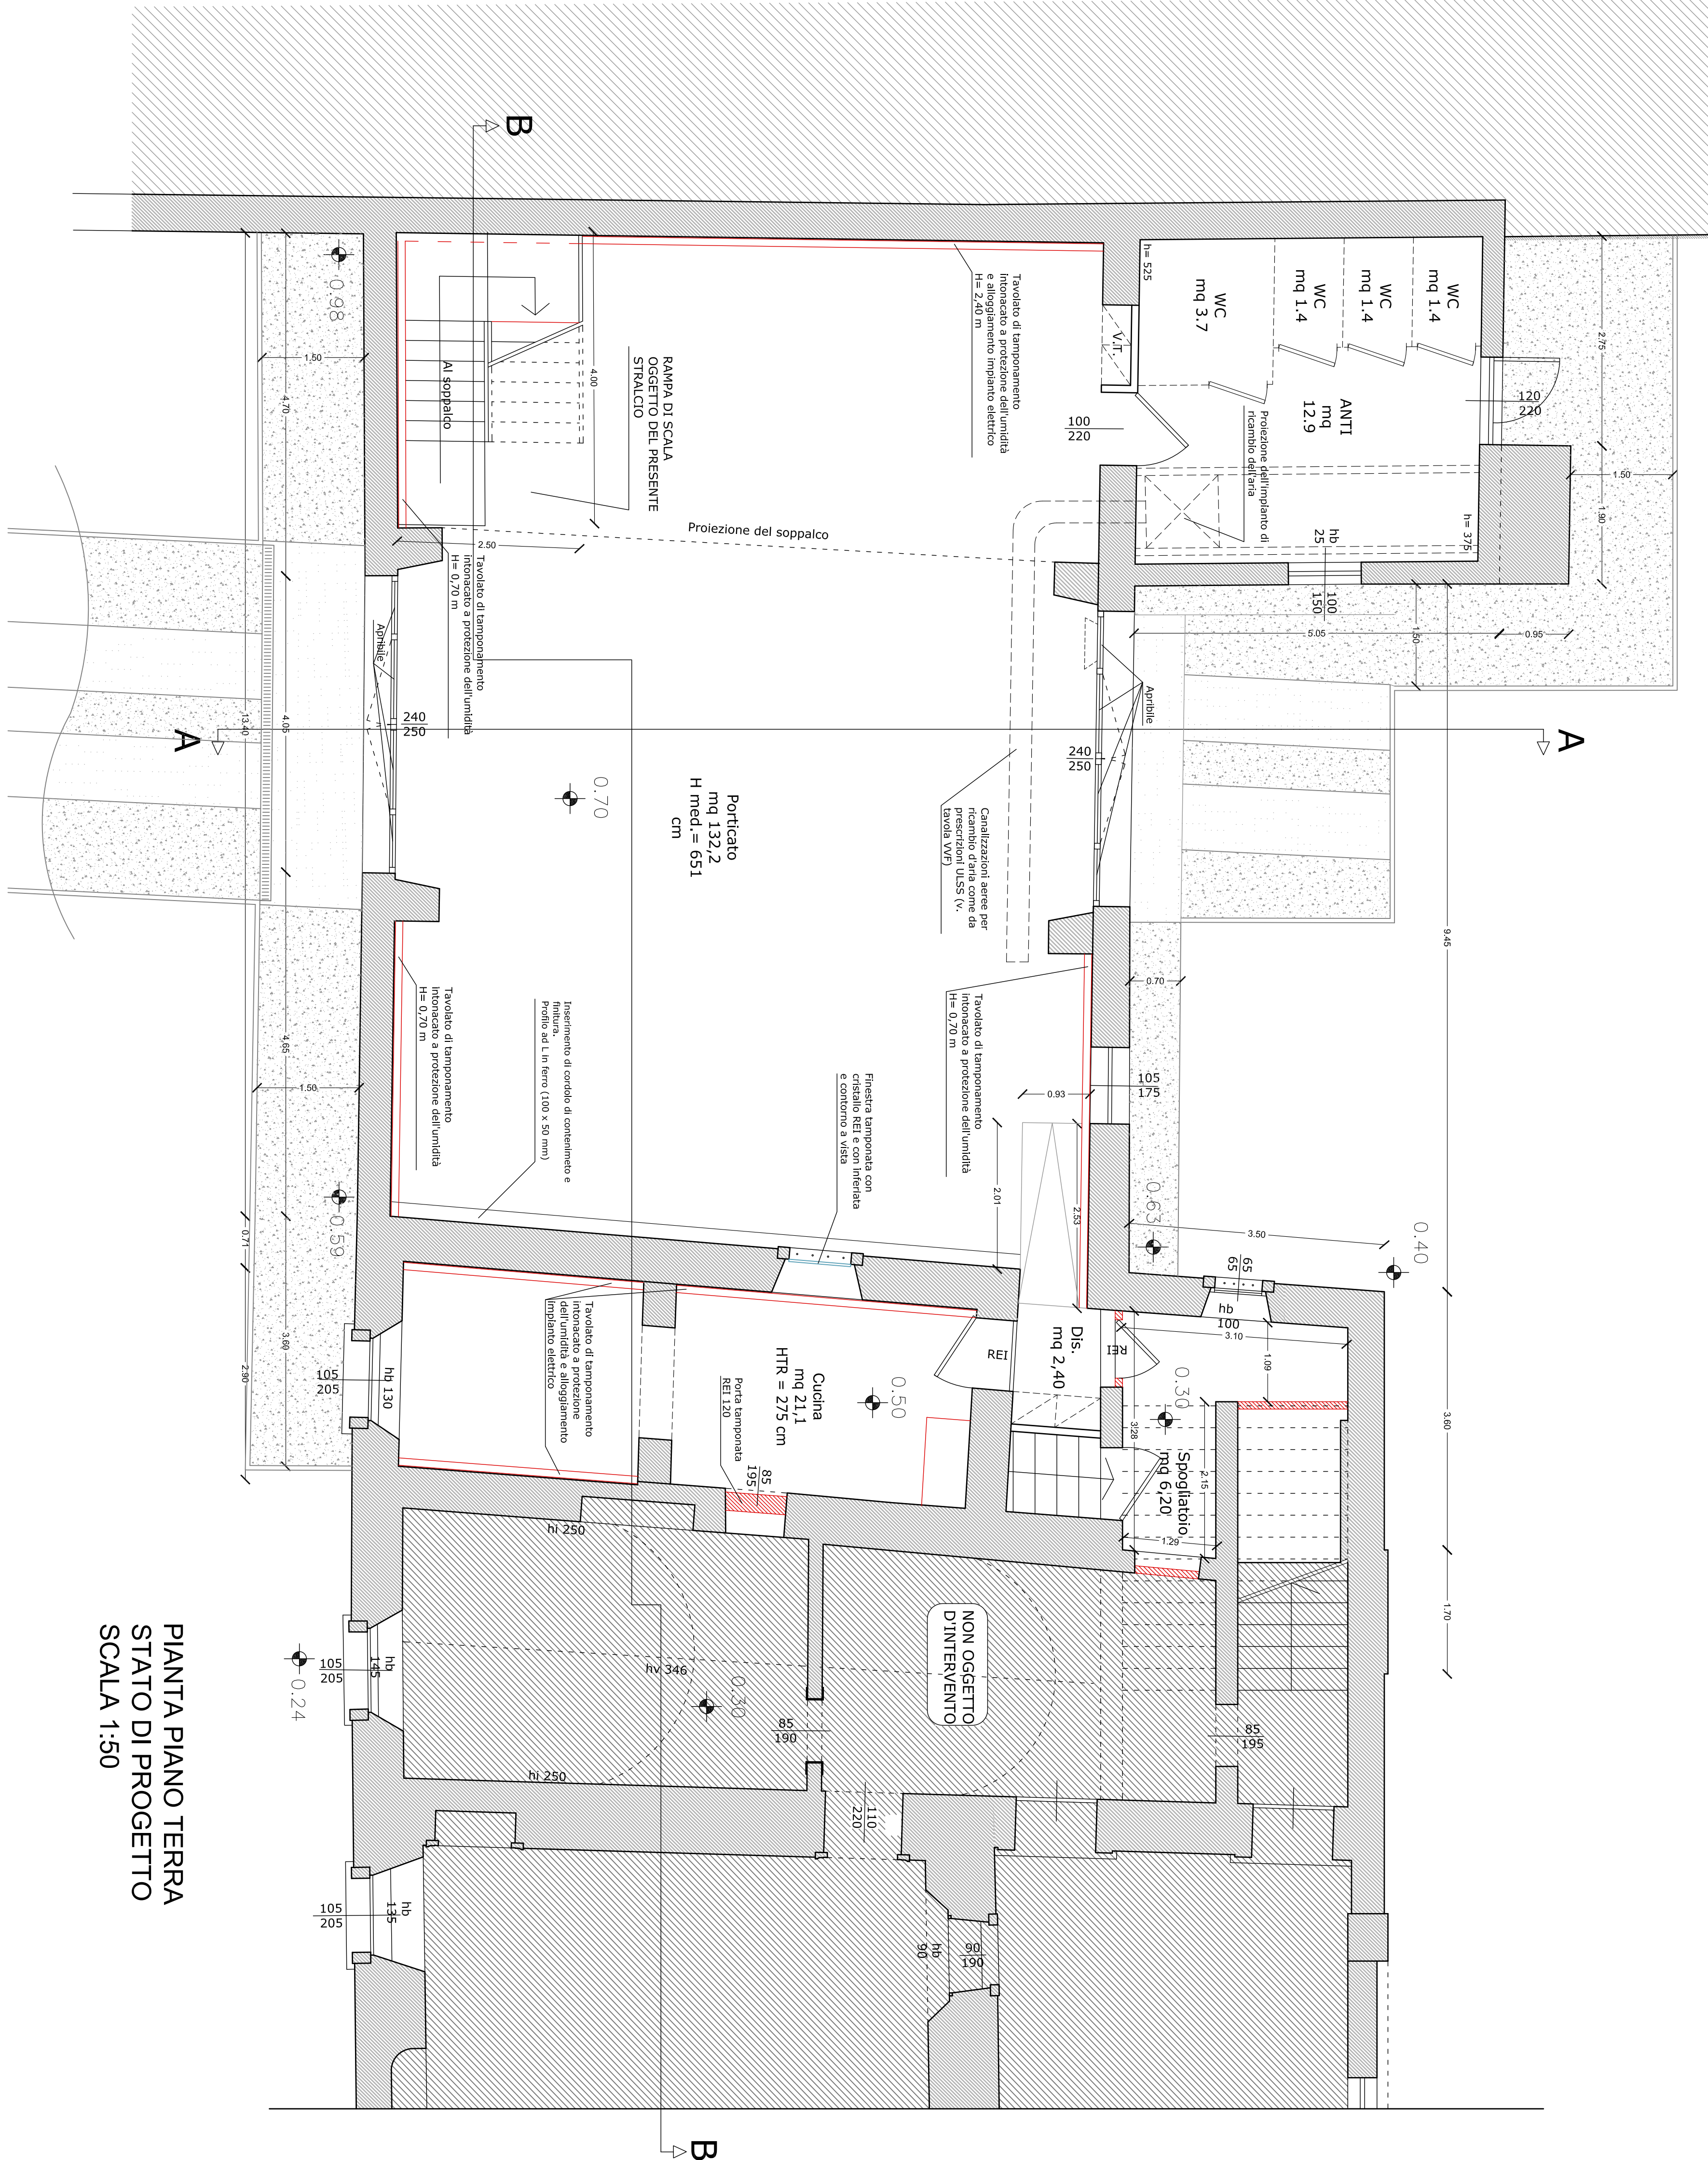 PIANTA PIANO TERRA
STATO DI PROGETTO
SCALA 1:50
B
B
A
A
WC
mq 1.4
WC
mq 1.4
WC
mq 1.4
WC
mq 3.7
h= 525
V.T.
ANTI
mq
12.9
h= 375
120
220
100
220
hb
25
100
150
Proiezione dell'impianto di
ricambio dell'aria
Tavolato di tamponamento
intonacato a protezione dell'umidità
e alloggiamento impianto elettrico
H= 2,40 m
RAMPA DI SCALA
OGGETTO DEL PRESENTE
STRALCIO
Al soppalco
4.00
2.50
Proiezione del soppalco
Tavolato di tamponamento
intonacato a protezione dell'umidità
H= 0,70 m
Apribile
240
250
Apribile
240
250
Canalizzazioni aeree per
ricambio d'aria come da
prescrizioni ULSS (v.
tavola VVF)
Porticato
mq 132,2
H med.= 651
cm
0.70
Tavolato di tamponamento
intonacato a protezione dell'umidità
H= 0,70 m
Tavolato di tamponamento
intonacato a protezione dell'umidità
H= 0,70 m
Inserimento di cordolo di contenimeto e
finitura.
Profilo ad L in ferro (100 x 50 mm)
Finestra tamponata con
cristallo REI e con inferiata
e contorno a vista
105
175
0.93
2.01
2.53
0.63
0.40
3.50
65
65
hb
100
3.10
1.09
REI
REI
Dis.
mq 2,40
0.30
Spogliatoio
mq 6,20
3.28
2.15
1.29
Cucina
mq 21,1
HTR = 275 cm
0.50
Porta tamponata
REI 120
85
195
Tavolato di tamponamento
intonacato a protezione
dell'umidità e alloggiamento
impianto elettrico
hb 130
105
205
hi 250
hv 346
hi 250
0.30
NON OGGETTO
D'INTERVENTO
85
190
85
195
110
220
90
190
hb
90
hb
145
105
205
hb
135
105
205
-0.98
-0.59
-0.24
1.50
4.70
4.05
13.40
4.65
1.50
0.71
3.60
2.90
2.75
1.90
1.50
5.05
0.95
1.50
0.70
9.45
3.60
1.70